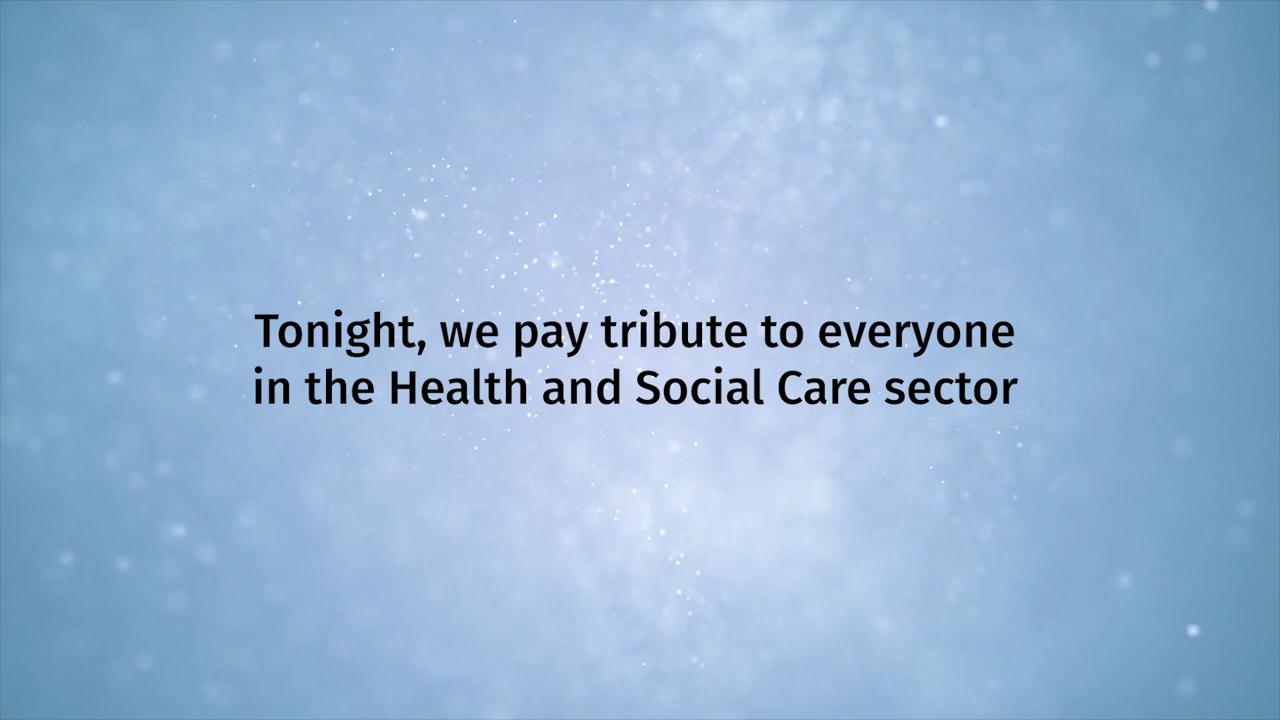 Tonight, we pay tribute to everyone
in the Health and Social Care sector